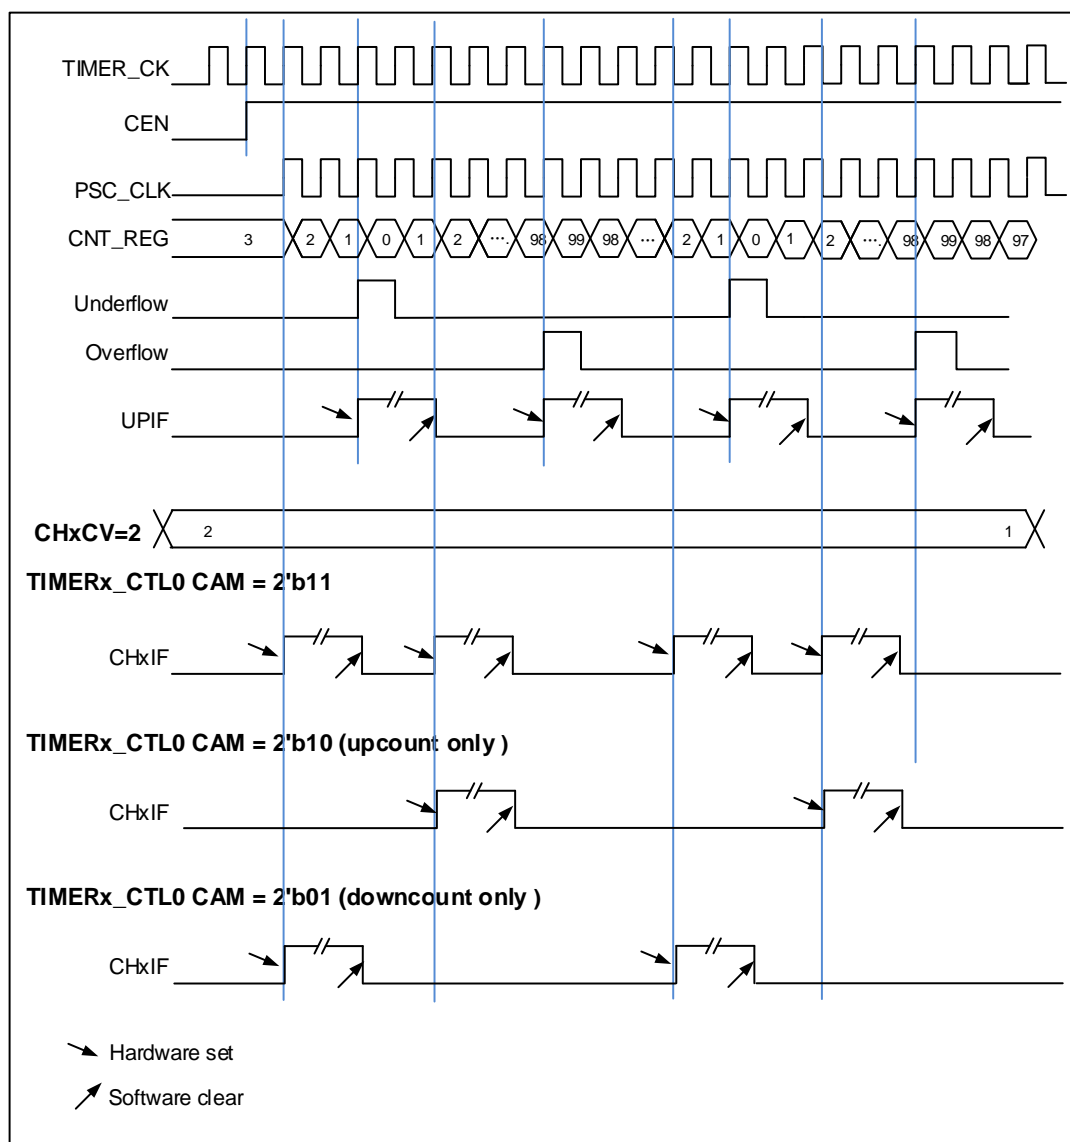 TIMER_CK
CEN
PSC_CLK
CNT_REG 3 2 1 0 1 2 .... 98 99 98 ... 2 1 0 1 2 .... 98 99 98 97
Underflow
Overflow
UPIF
CHxCV=2 2 1
TIMERx_CTL0 CAM = 2'b11
CHxIF
TIMERx_CTL0 CAM = 2'b10 (upcount only )
CHxIF
TIMERx_CTL0 CAM = 2'b01 (downcount only )
CHxIF
Hardware set
Software clear